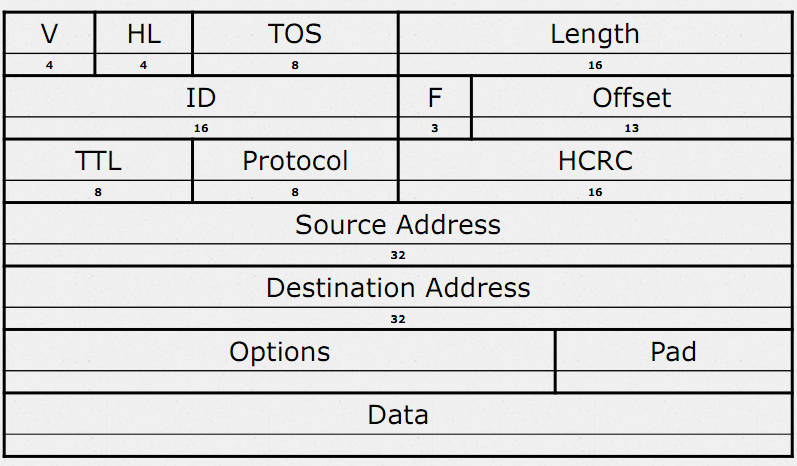 V HL TOS Length
4 4 8 16
ID F Offset
16 3 13
TTL Protocol HCRC
8 8 16
Source Address
32
Destination Address
32
Options Pad
Data